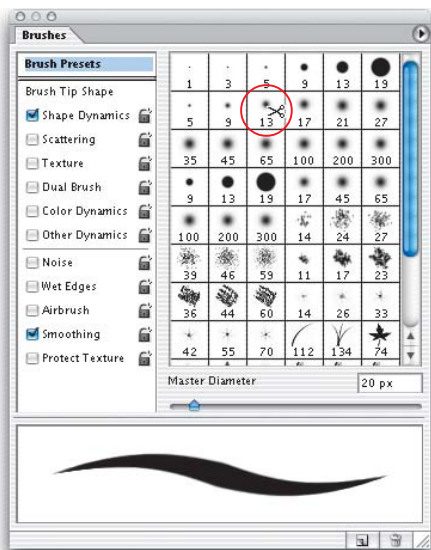 Brushes
Brush Presets
Brush Tip Shape
Shape Dynamics
Scattering
Texture
Dual Brush
Color Dynamics
Other Dynamics
Noise
Wet Edges
Airbrush
Smoothing
Protect Texture
1 3 5 9 13 19
5 9 13 17 21 27
35 45 65 100 200 300
9 13 19 17 45 65
100 200 300 14 24 27
39 46 59 11 17 23
36 44 60 14 26 33
42 55 70 112 134 74
Master Diameter 20 px